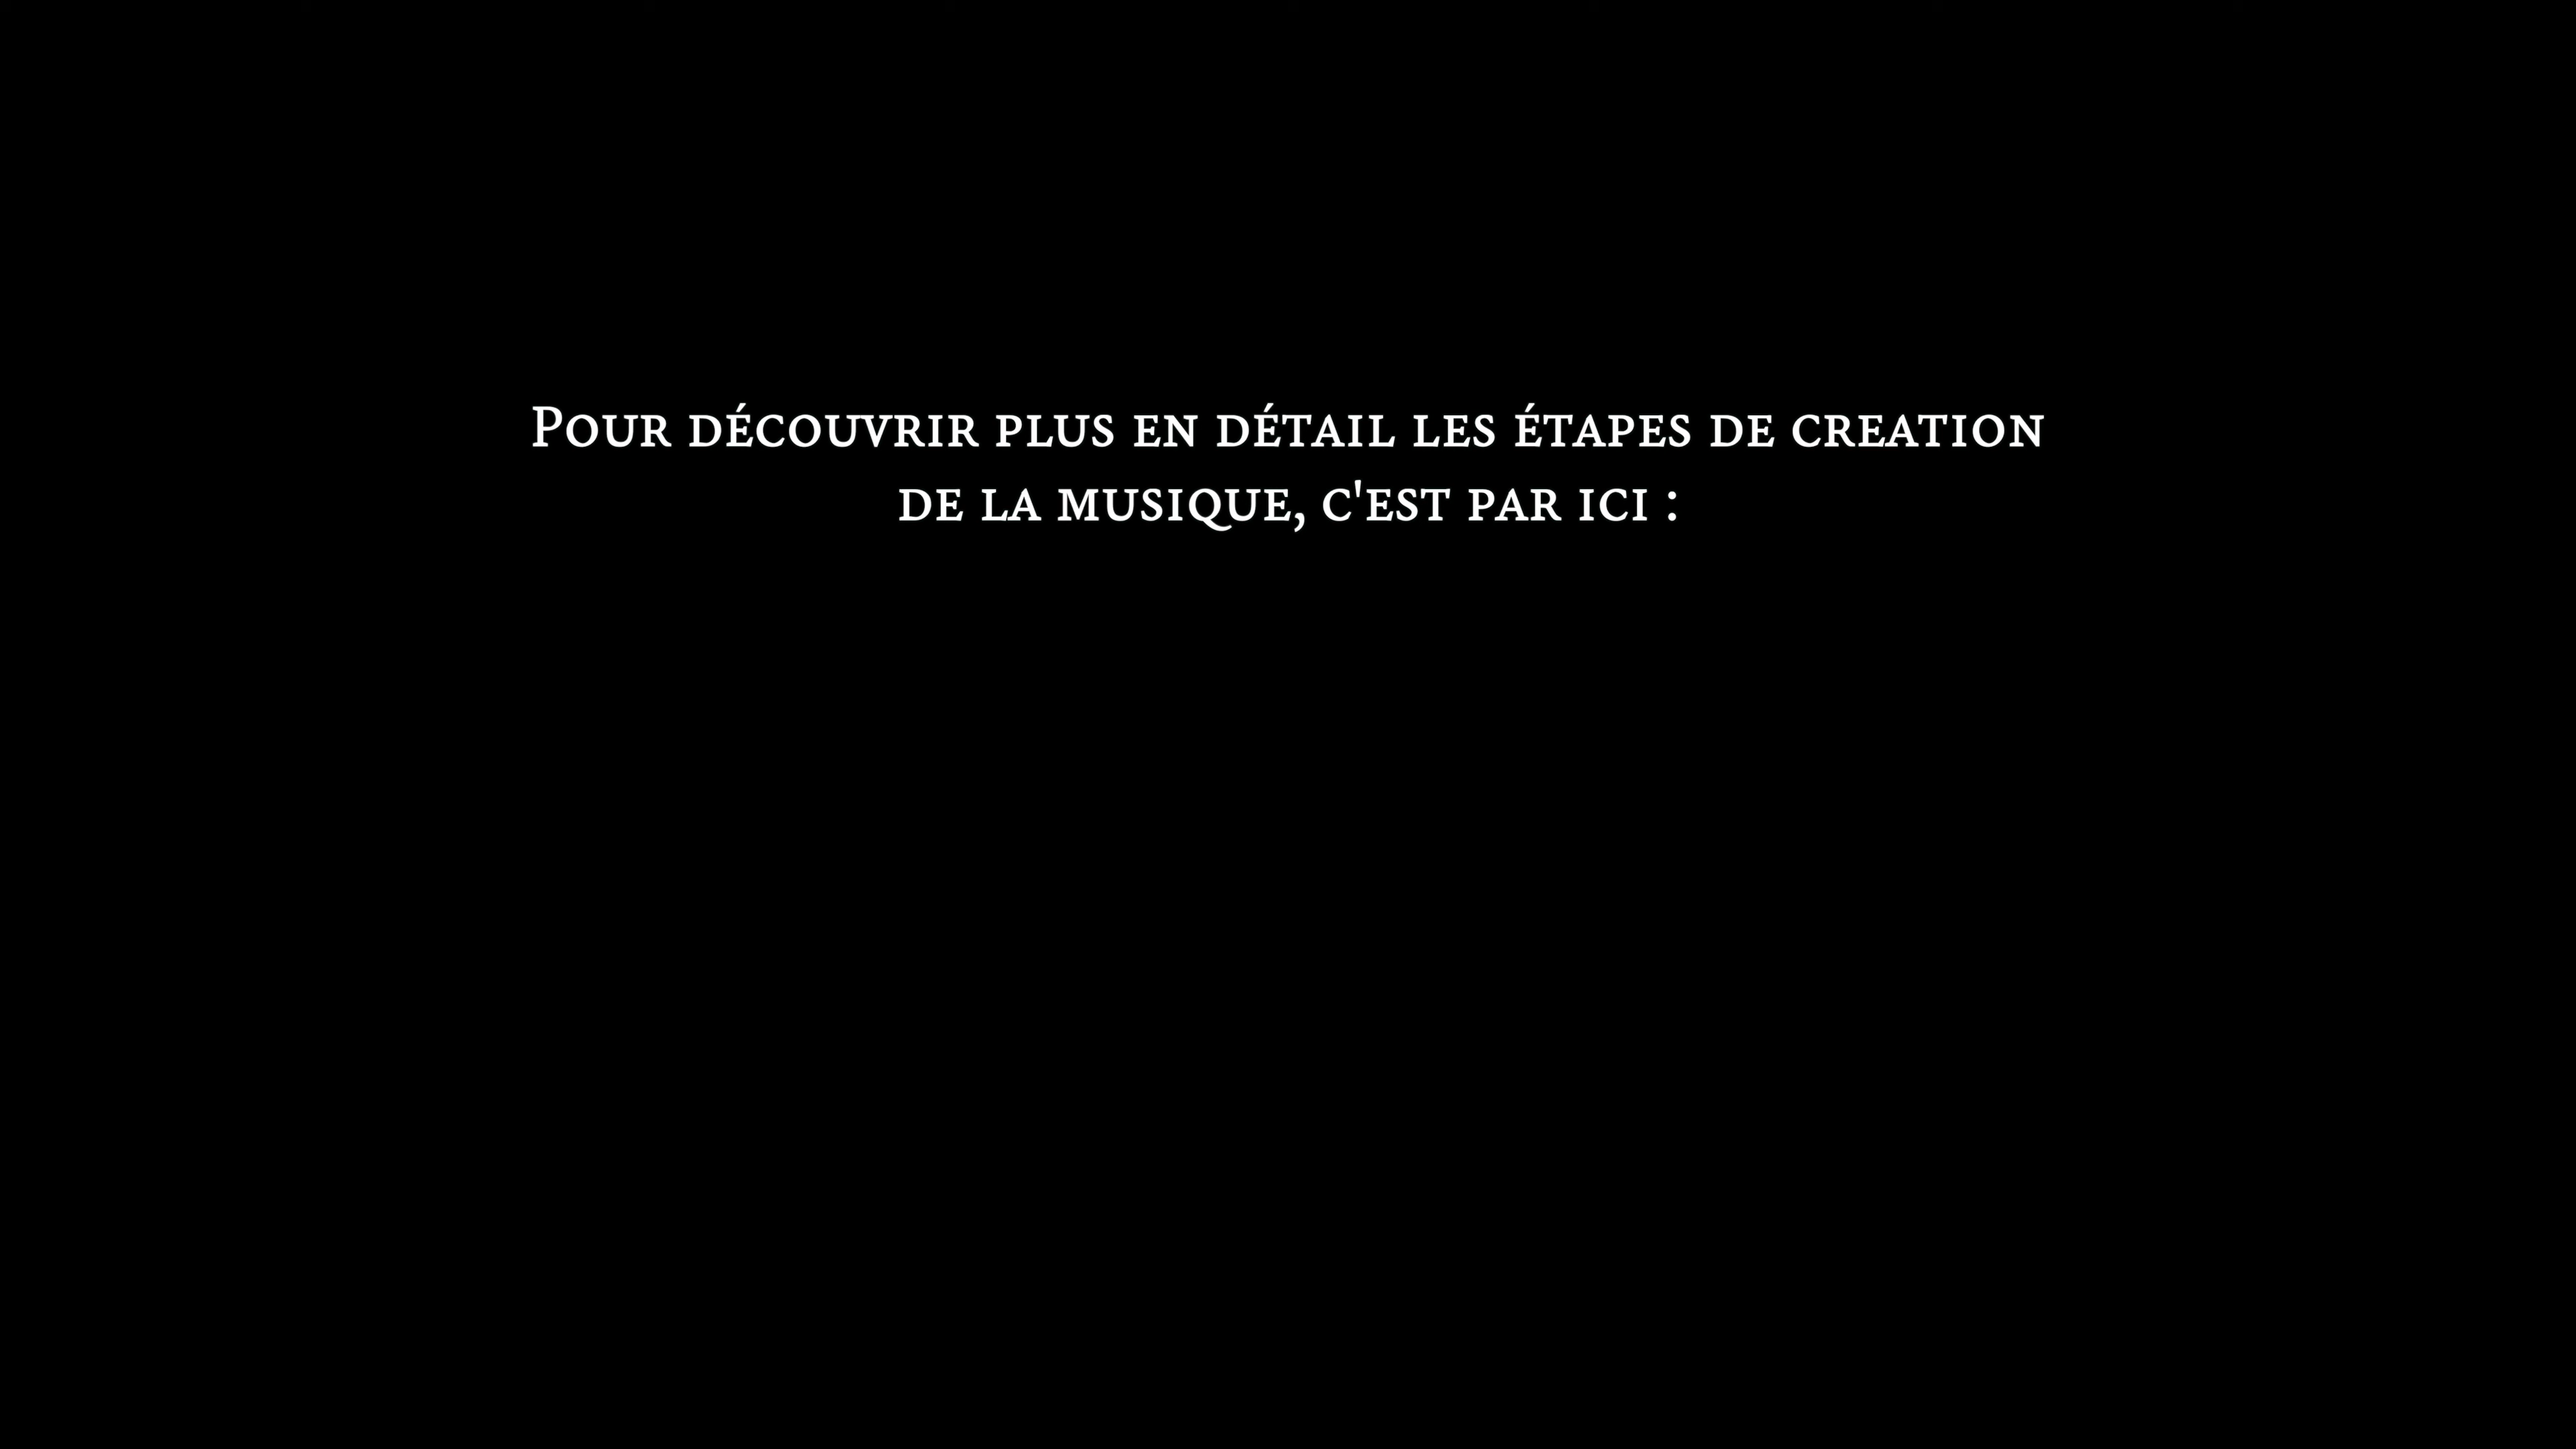 Pour découvrir plus en détail les étapes de creation
de la musique, c'est par ici :